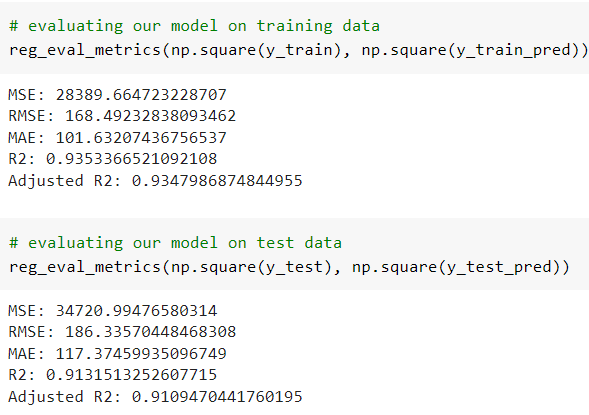 # evaluating our model on training data
reg_eval_metrics(np.square(y_train), np.square(y_train_pred))
MSE: 28389.664723228707
RMSE: 168.49232838093462
MAE: 101.63207436756537
R2: 0.9353366521092108
Adjusted R2: 0.9347986874844955
# evaluating our model on test data
reg_eval_metrics(np.square(y_test), np.square(y_test_pred))
MSE: 34720.99476580314
RMSE: 186.33570448468308
MAE: 117.37459935096749
R2: 0.9131513252607715
Adjusted R2: 0.9109470441760195